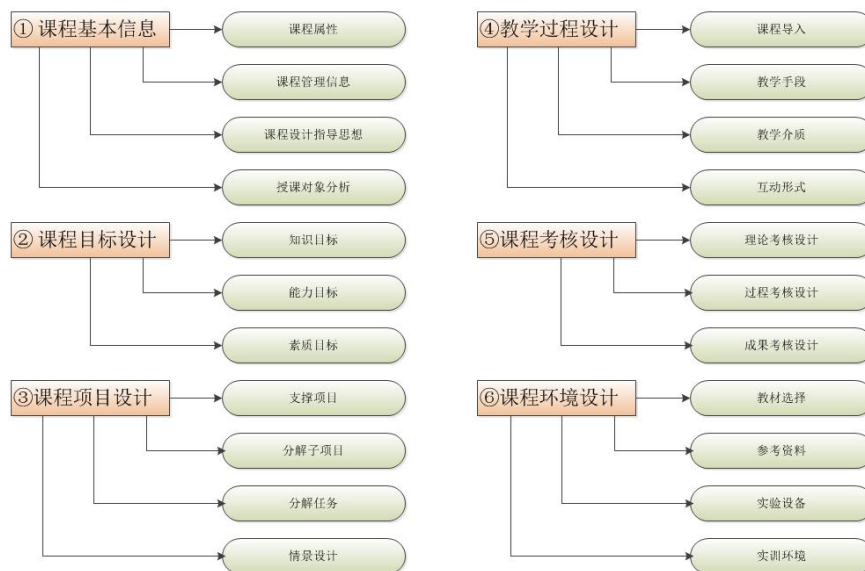 ① 课程基本信息
课程属性
课程管理信息
课程设计指导思想
授课对象分析
② 课程目标设计
知识目标
能力目标
素质目标
③课程项目设计
支撑项目
分解子项目
分解任务
情景设计
④教学过程设计
课程导入
教学手段
教学介质
互动形式
⑤课程考核设计
理论考核设计
过程考核设计
成果考核设计
⑥课程环境设计
教材选择
参考资料
实验设备
实训环境